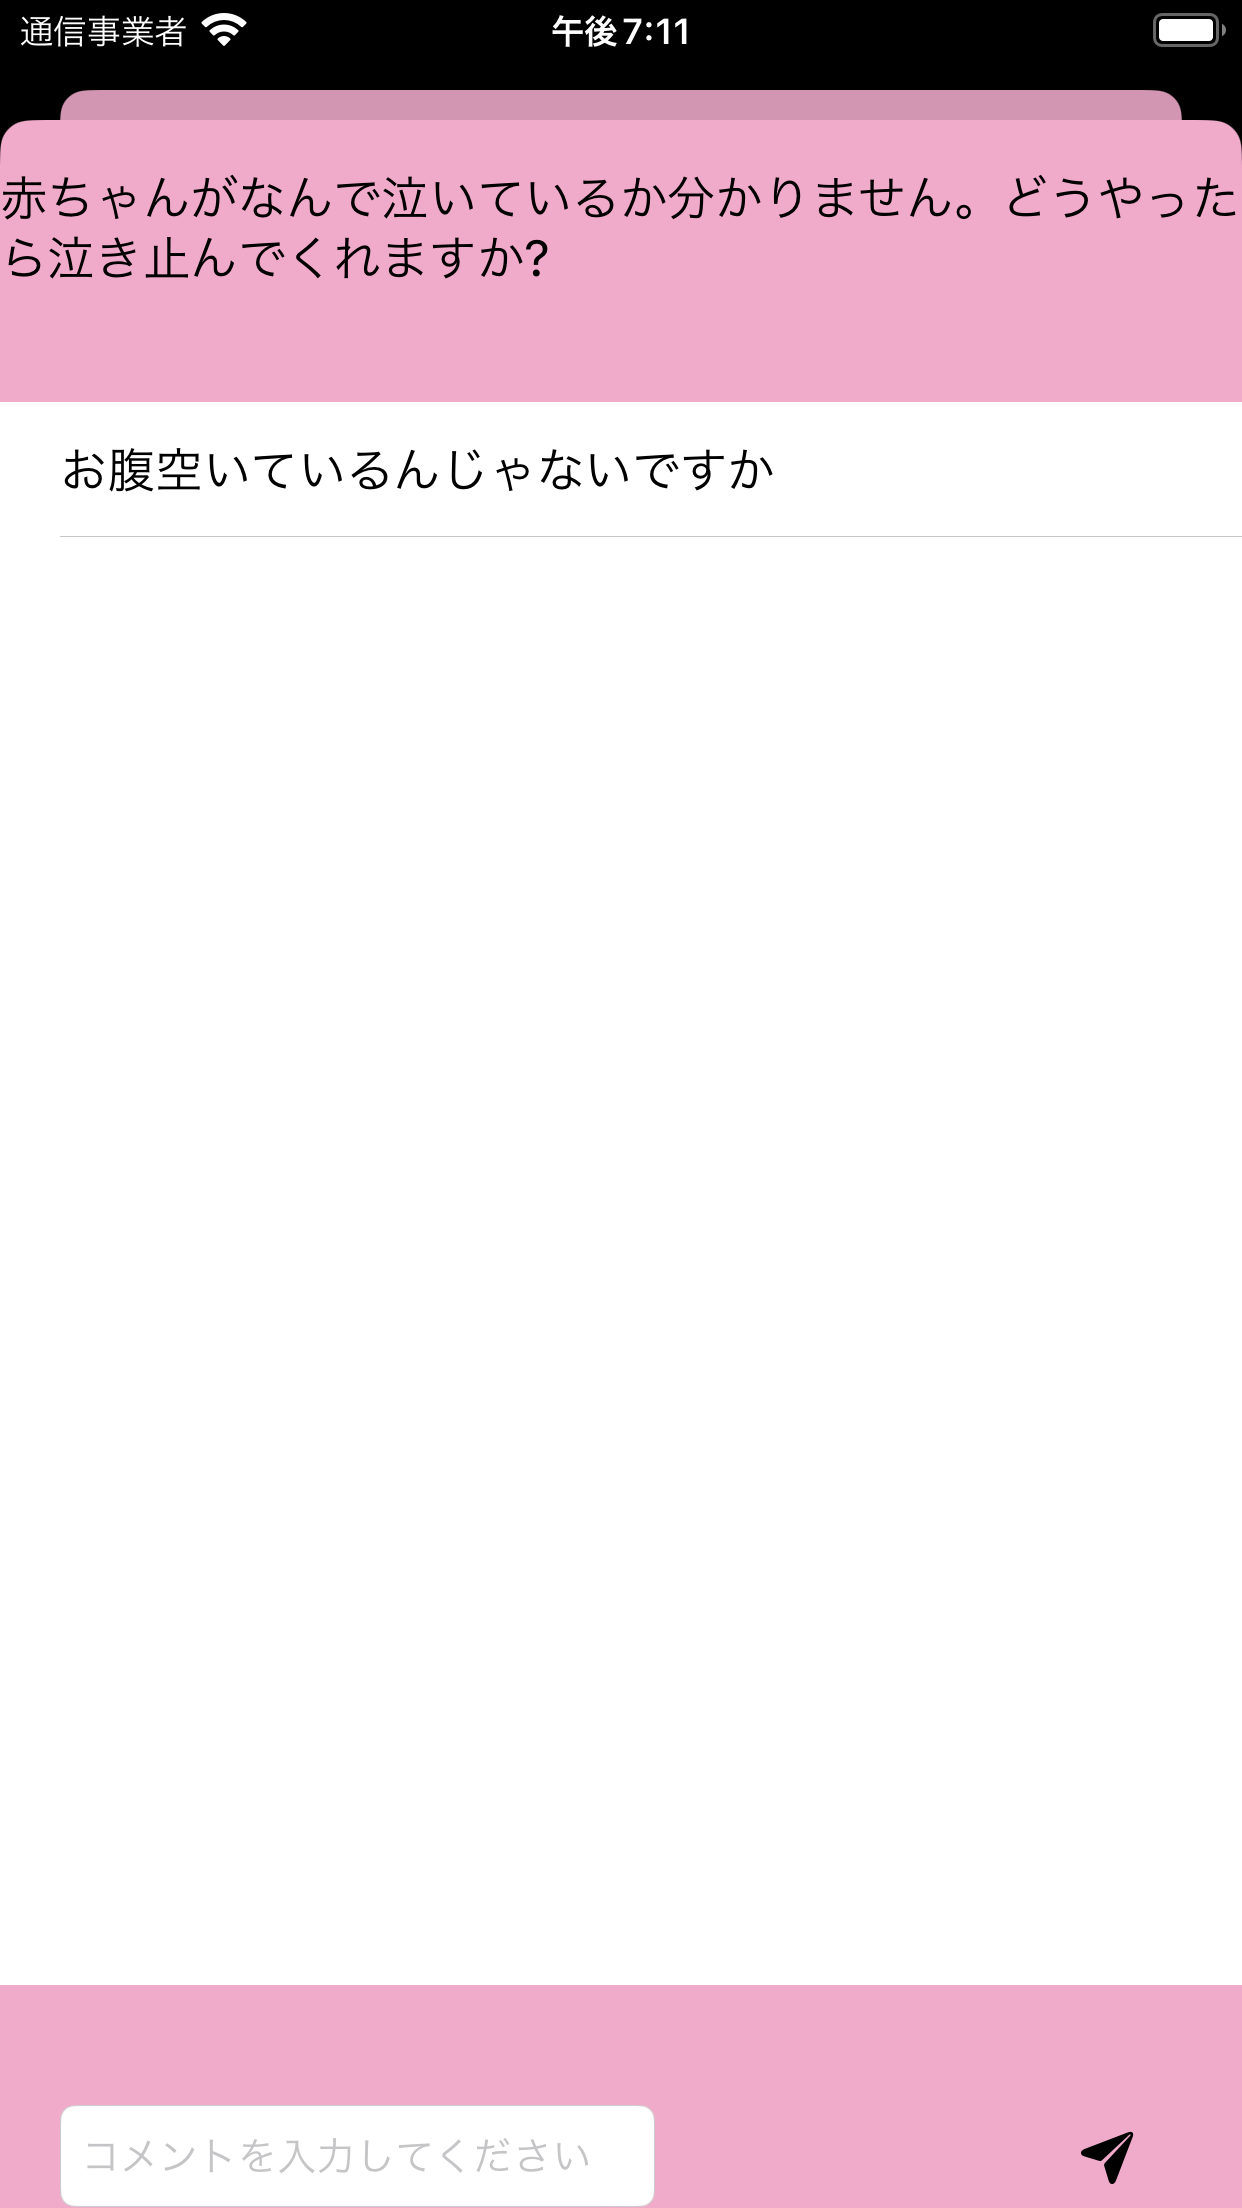 通信事業者 午後7:11
赤ちゃんがなんで泣いているか分かりません。どうやった
ら泣き止んでくれますか?
お腹空いているんじゃないですか
コメントを入力してください